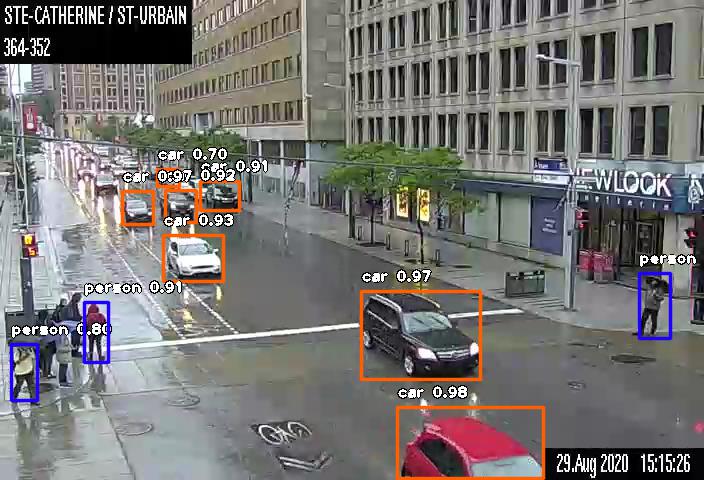 STE-CATHERINE / ST-URBAIN
364-352
car 0.70
car 0.97
0.92
car 0.91
car 0.93
NEWLOOK
person
person 0.91
car 0.97
5
person 0.80
car 0.98
29.Aug 2020 15:15:26